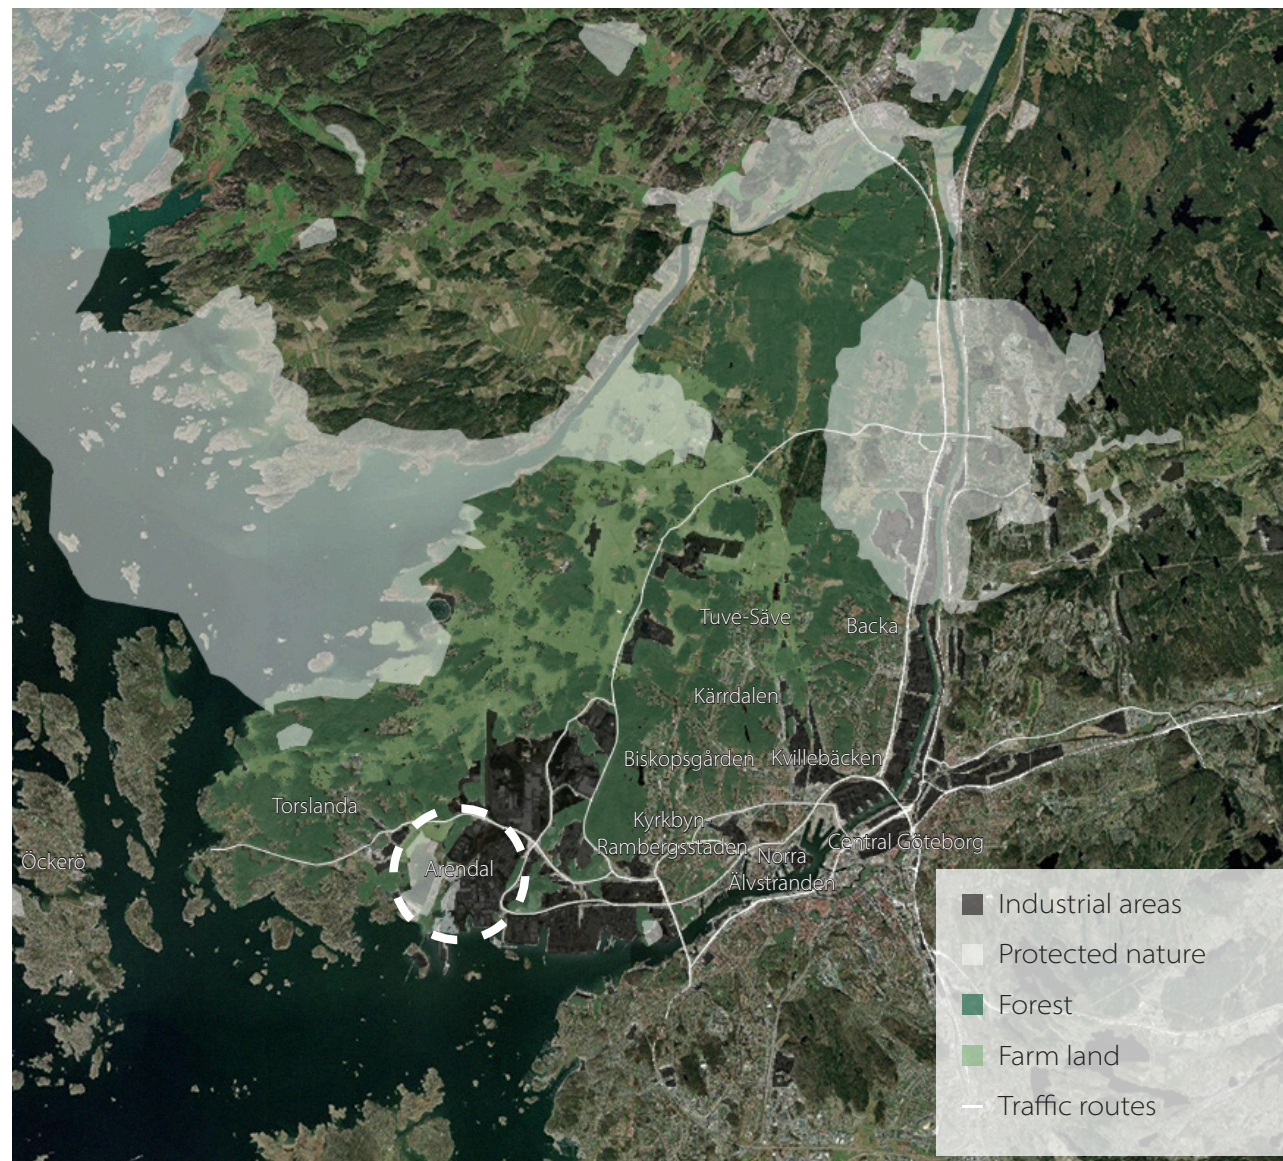 Tuve-Säve
Backa
Kärrdalen
Biskopsgården
Kvillebäcken
Torslanda
Kyrkbyn-
Rambergsstaden
Norra
Älvstranden
Central Göteborg
Öckerö
Arendal
Industrial areas
Protected nature
Forest
Farm land
Traffic routes